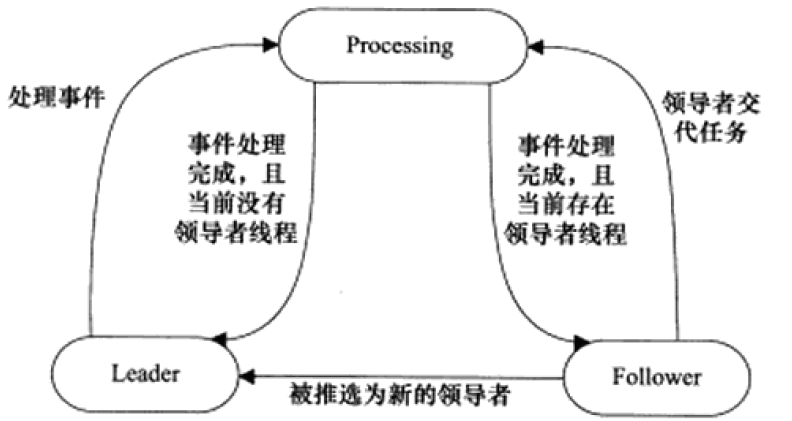 Processing
处理事件
领导者交
代任务
事件处理
完成，且
当前没有
领导者线程
事件处理
完成，且
当前存在
领导者线程
Leader
被推选为新的领导者
Follower